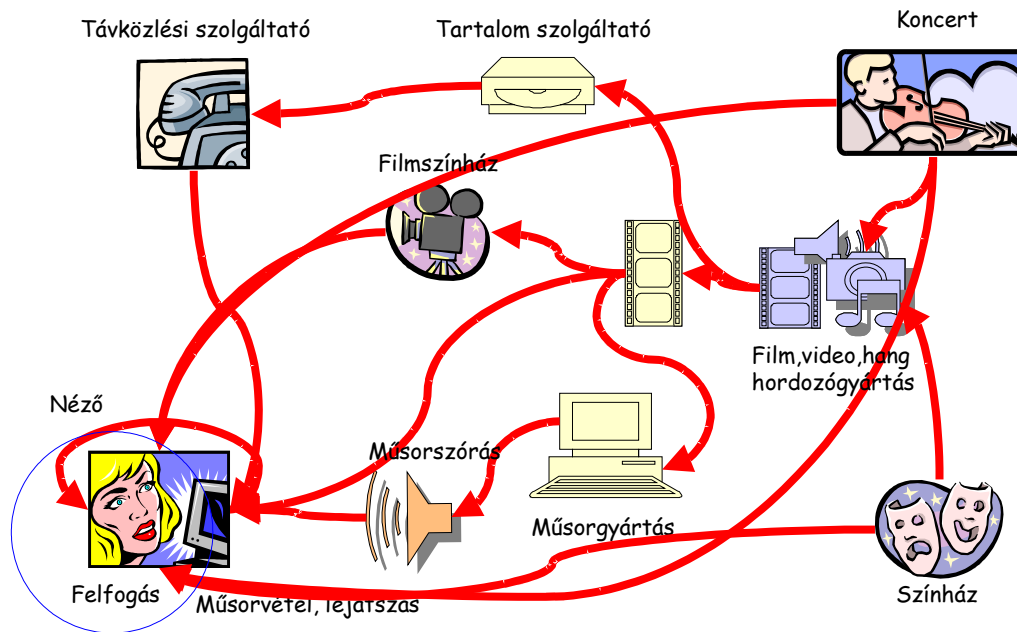 Távközlési szolgáltató
Tartalom szolgáltató
Koncert
Filmszínház
Film,video,hang
hordozógyártás
Néző
Műsorszórás
Műsorgyártás
Felfogás
Műsorvétel, lejátszás
Színház